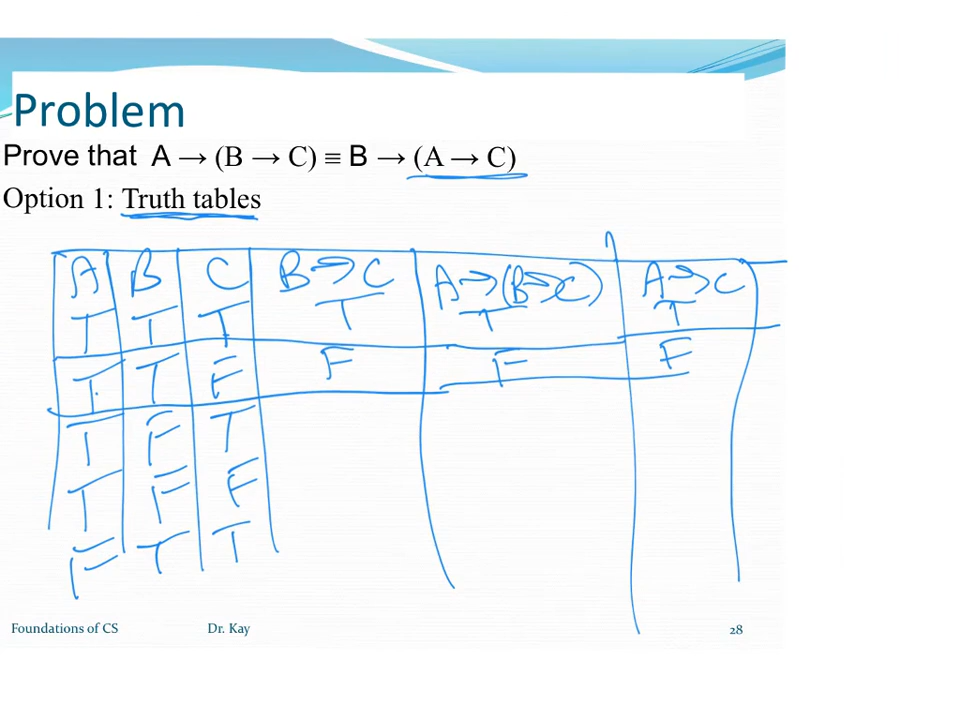 Problem
Prove that A → (B → C) ≡ B → (A → C)
Option 1: Truth tables
A B C B→C A→(B→C) A→C
T T T T T T
T T F F F F
T F T
T F F
F T T
Foundations of CS Dr. Kay 28